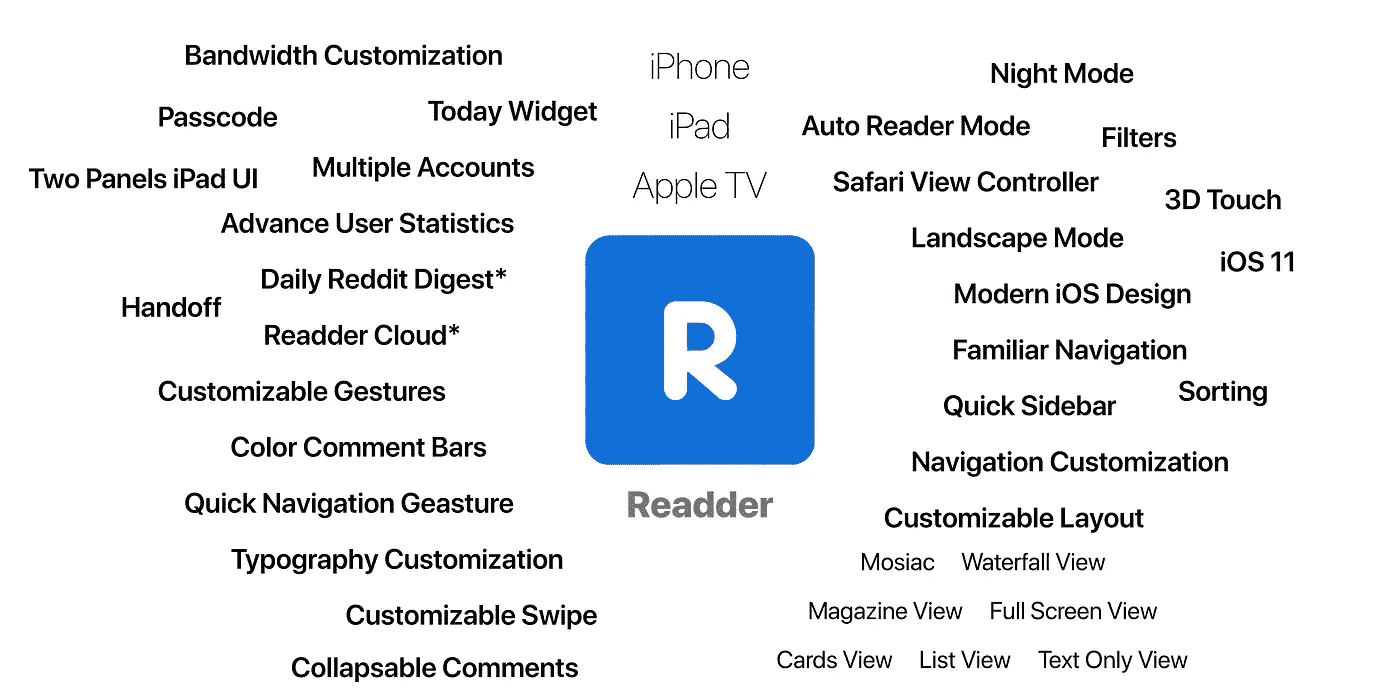 Bandwidth Customization
Passcode
Today Widget
Two Panels iPad UI
Multiple Accounts
Advance User Statistics
Daily Reddit Digest*
Handoff
Readder Cloud*
Customizable Gestures
Color Comment Bars
Quick Navigation Geasture
Typography Customization
Customizable Swipe
Collapsable Comments
iPhone
iPad
Apple TV
R
Readder
Night Mode
Auto Reader Mode
Filters
Safari View Controller
3D Touch
Landscape Mode
iOS 11
Modern iOS Design
Familiar Navigation
Sorting
Quick Sidebar
Navigation Customization
Customizable Layout
Mosiac Waterfall View
Magazine View Full Screen View
Cards View List View Text Only View